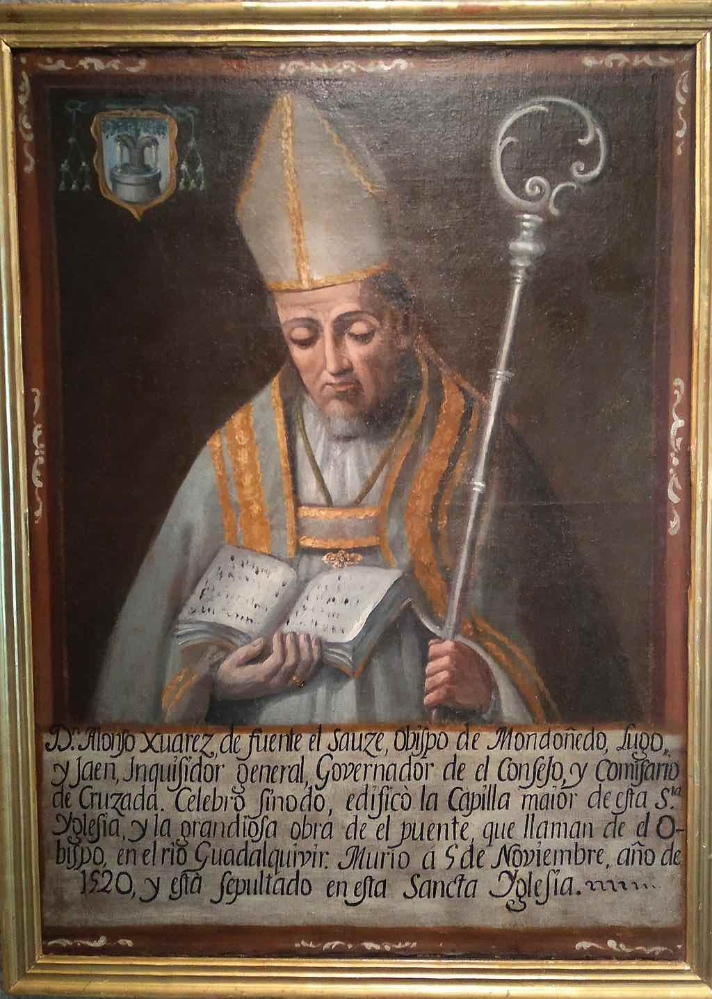 Dr. Alonso Xuarez, de fuente el Sauze, Obispo de Mondoñedo, Lugo,
y Jaen, Inquisidor general, Governador de el Consejo, y Comisario
de Cruzada. Celebrò sinodo, edificò la Capilla maior de esta S.ta
Yglesia, y la grandiosa obra de el puente, que llaman de el O-
bispo, en el rio Guadalquivir. Muriò à 5 de Noviembre, año de
1520, y està sepultado en esta Sancta Yglesia.